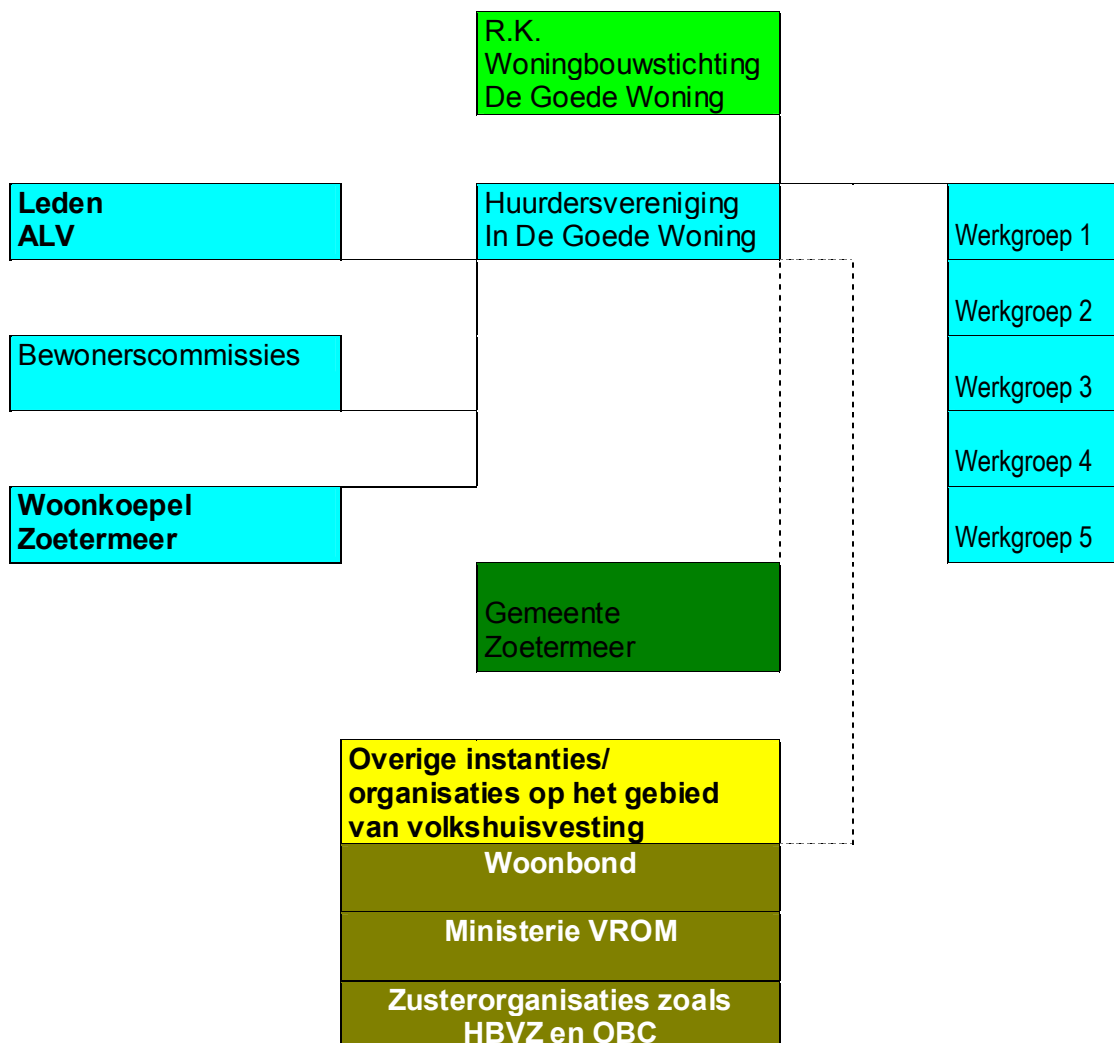 R.K.
Woningbouwstichting
De Goede Woning
Leden
ALV
Huurdersvereniging
In De Goede Woning
Werkgroep 1
Werkgroep 2
Bewonerscommissies
Werkgroep 3
Werkgroep 4
Woonkoepel
Zoetermeer
Werkgroep 5
Gemeente
Zoetermeer
Overige instanties/
organisaties op het gebied
van volkshuisvesting
Woonbond
Ministerie VROM
Zusterorganisaties zoals
HBVZ en OBC